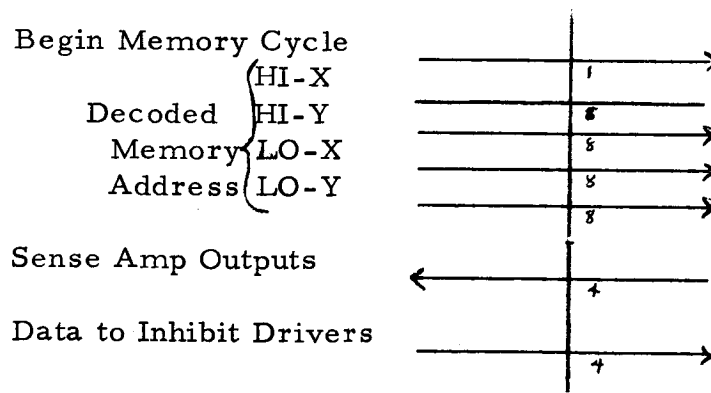 Begin Memory Cycle 1
HI-X 8
Decoded HI-Y 8
Memory LO-X 8
Address LO-Y 8
Sense Amp Outputs 4
Data to Inhibit Drivers 4